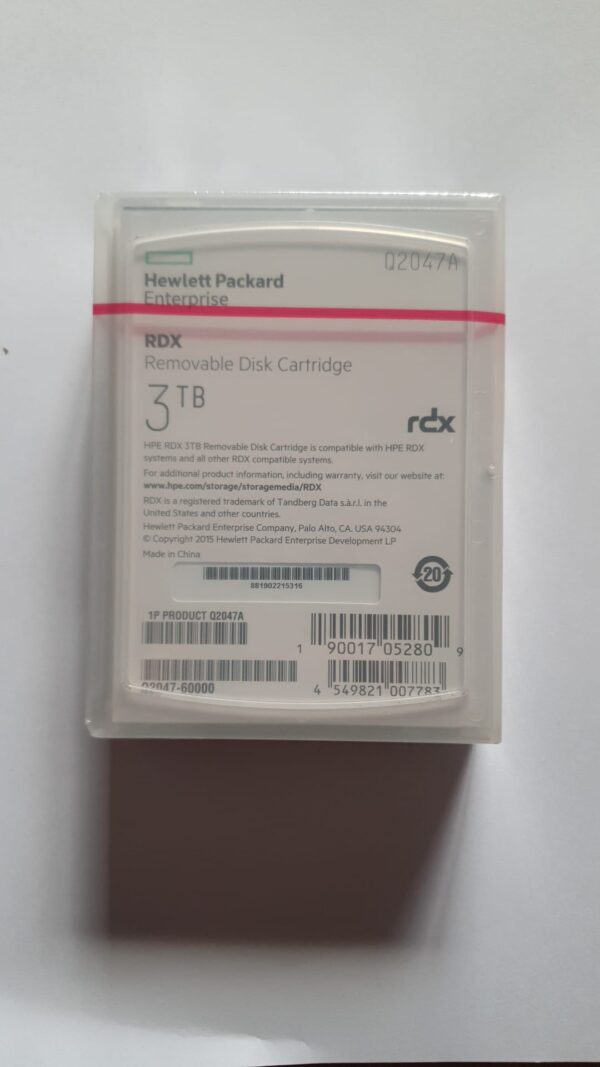 Q2047A
Hewlett Packard
Enterprise
RDX
Removable Disk Cartridge
3 TB
rdx
HPE RDX 3TB Removable Disk Cartridge is compatible with HPE RDX
systems and all other RDX compatible systems.
For additional product information, including warranty, visit our website at:
www.hpe.com/storage/storagemedia/RDX
RDX is a registered trademark of Tandberg Data s.à.r.l. in the
United States and other countries.
Hewlett Packard Enterprise Company, Palo Alto, CA. USA 94304
© Copyright 2015 Hewlett Packard Enterprise Development LP
Made in China
20
881902215316
1P PRODUCT Q2047A
1 90017 05280 9
Q2047-60000
4 549821 007783